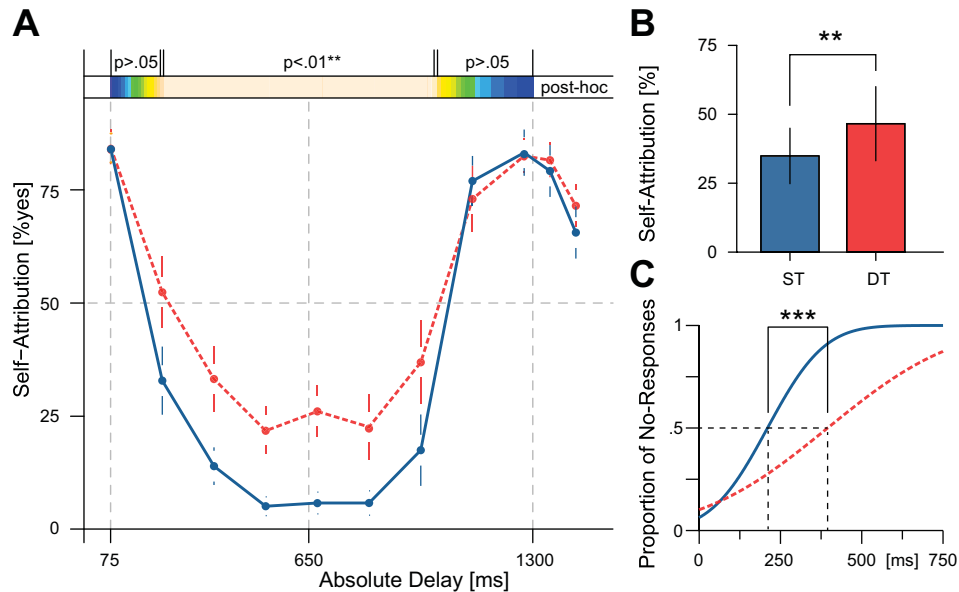 A
p>.05
p<.01**
p>.05
post-hoc
Self−Attribution [%yes]
75
50
25
0
75
650
1300
Absolute Delay [ms]
B
**
Self-Attribution [%]
75
50
25
0
ST
DT
C
***
Proportion of No-Responses
1
.5
0
0
250
500
[ms]
750